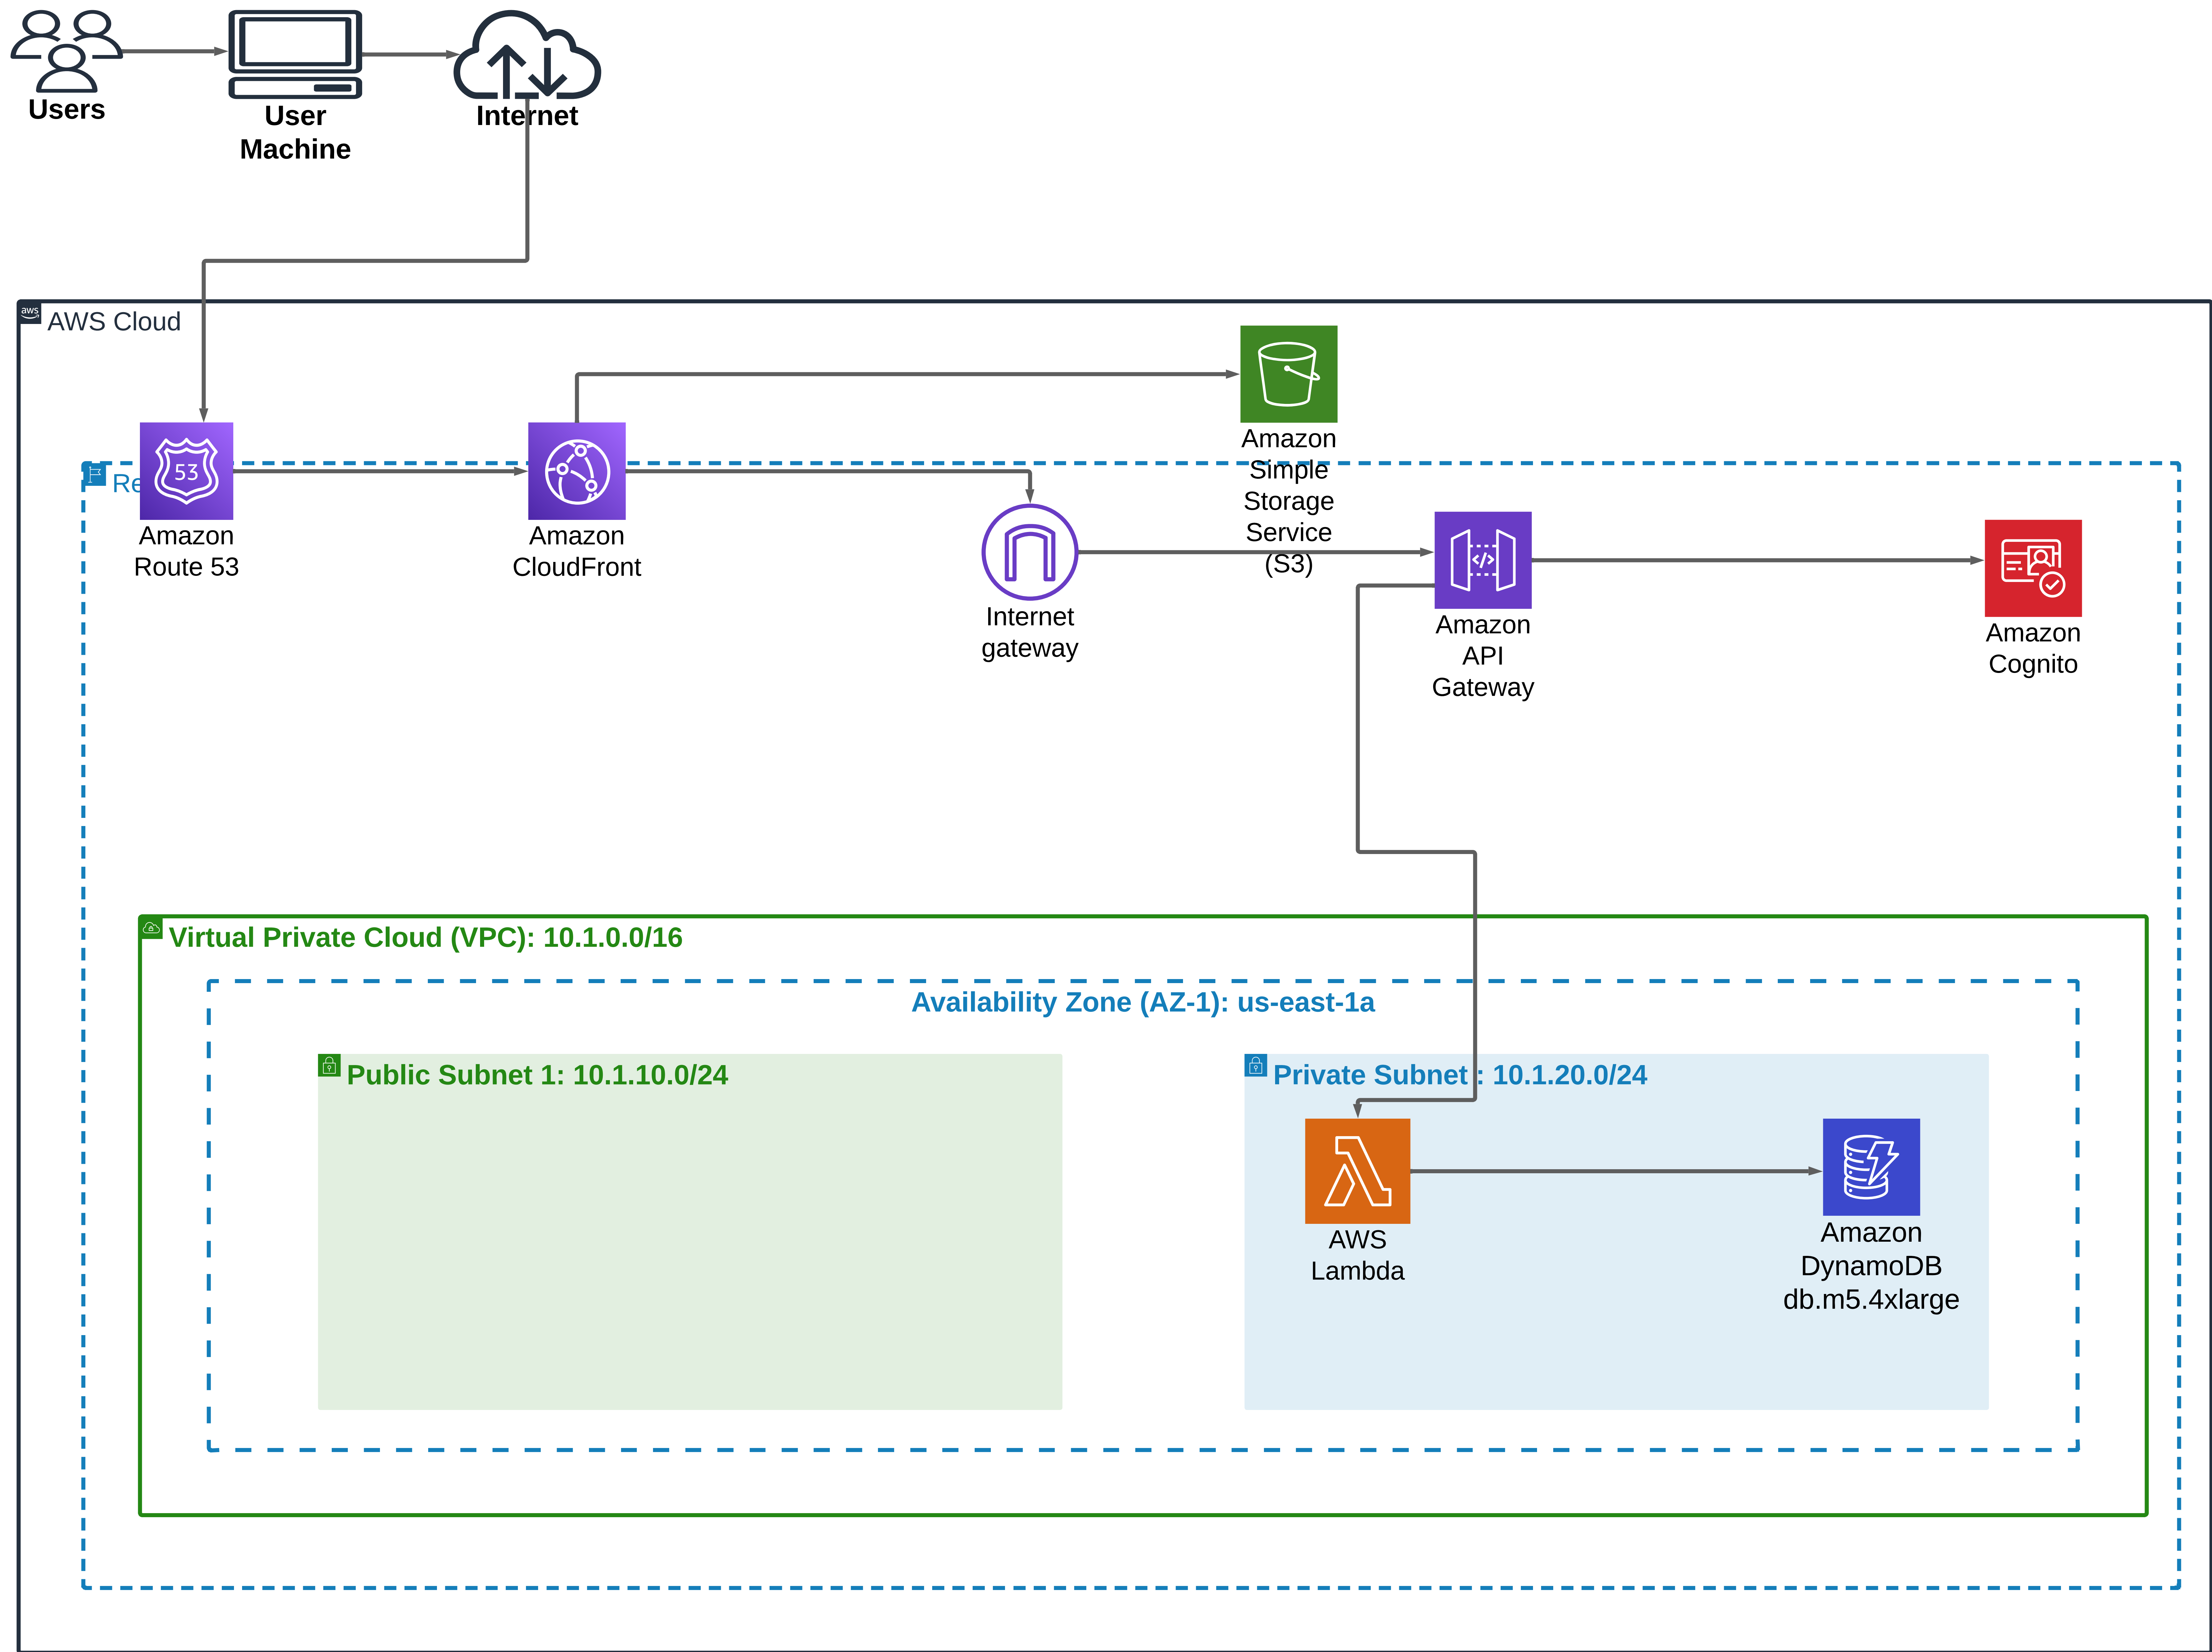 Users
User
Machine
Internet
aws
AWS Cloud
Amazon
Simple
Storage
Service
(S3)
53
Amazon
Route 53
Amazon
CloudFront
Internet
gateway
</>
Amazon
API
Gateway
Amazon
Cognito
Virtual Private Cloud (VPC): 10.1.0.0/16
Availability Zone (AZ-1): us-east-1a
Public Subnet 1: 10.1.10.0/24
Private Subnet : 10.1.20.0/24
AWS
Lambda
Amazon
DynamoDB
db.m5.4xlarge